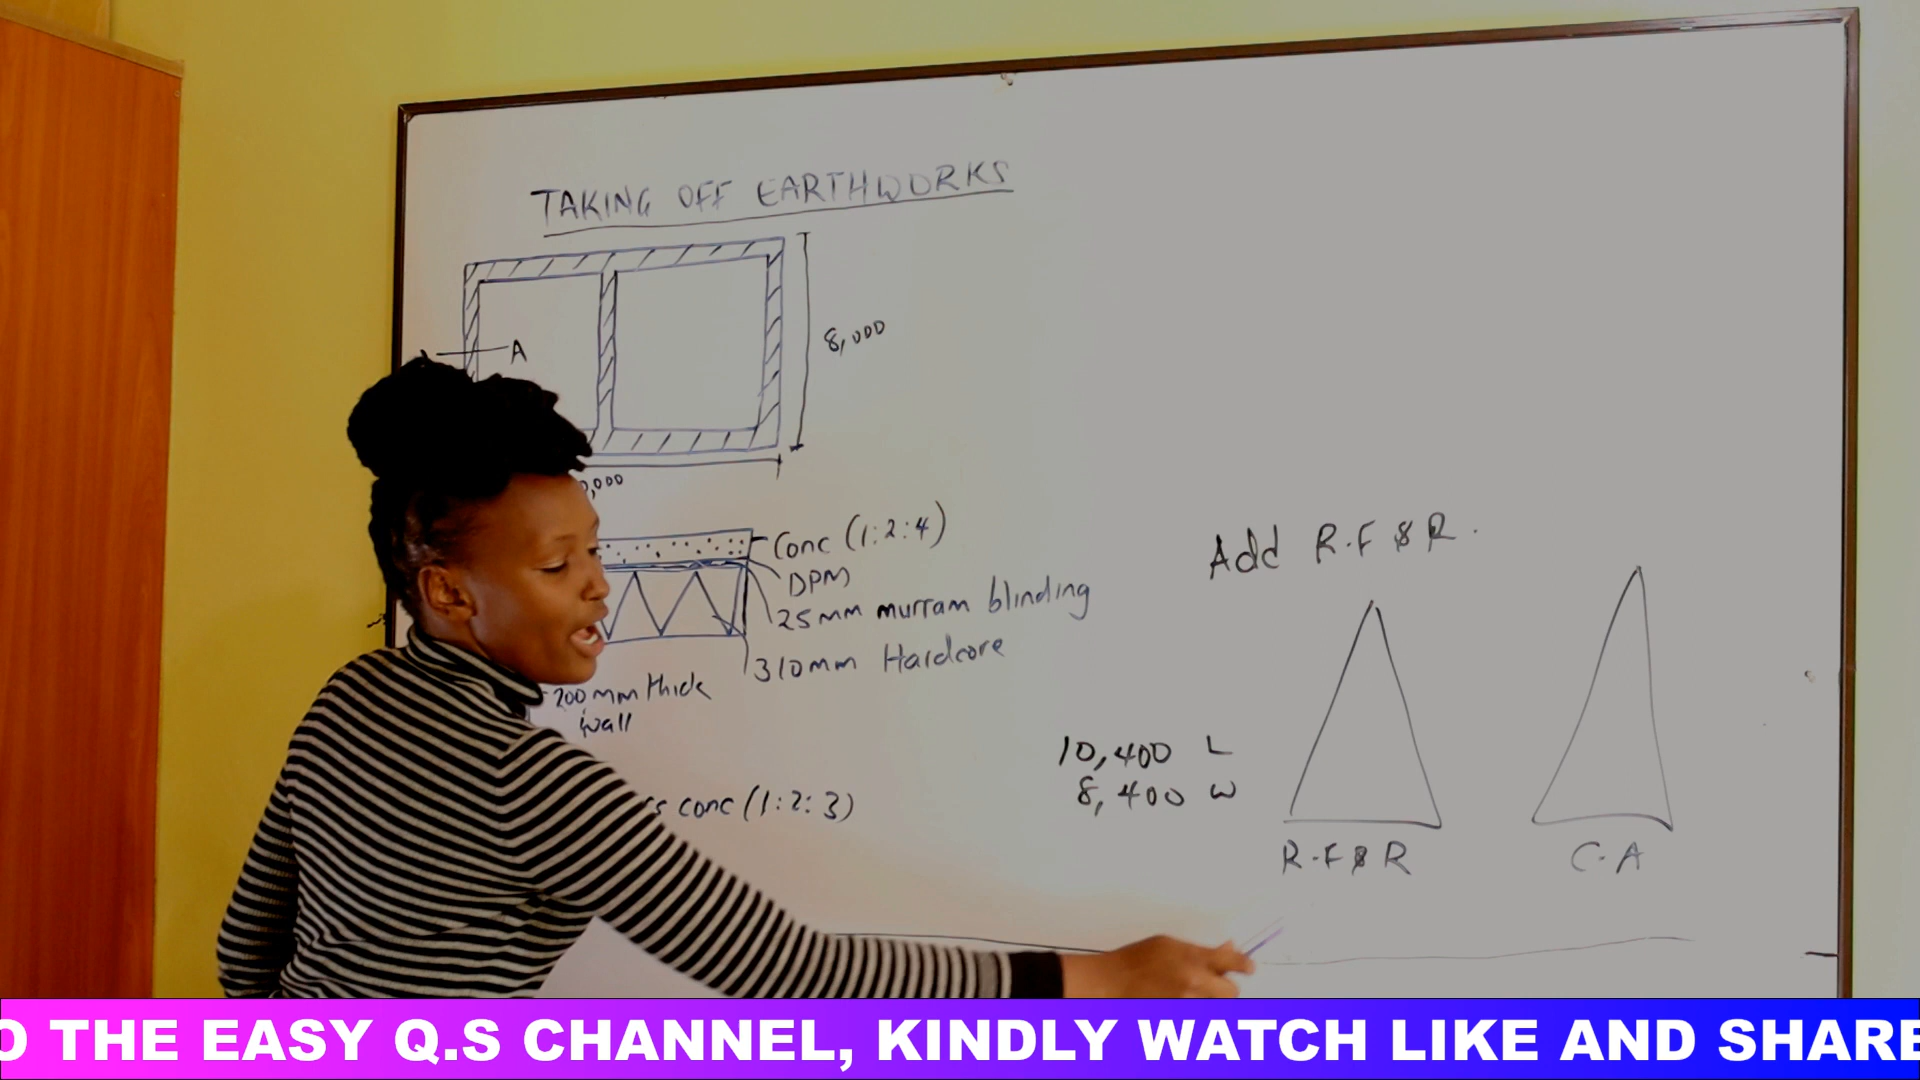 TAKING OFF EARTHWORKS
A
8,000
0,000
Conc (1:2:4)
DPM
25mm murram blinding
310mm Hardcore
200mm thick
wall
conc (1:2:3)
Add R.F & R.
10,400 L
8,400 W
R.F & R
C.A
O THE EASY Q.S CHANNEL, KINDLY WATCH LIKE AND SHARE